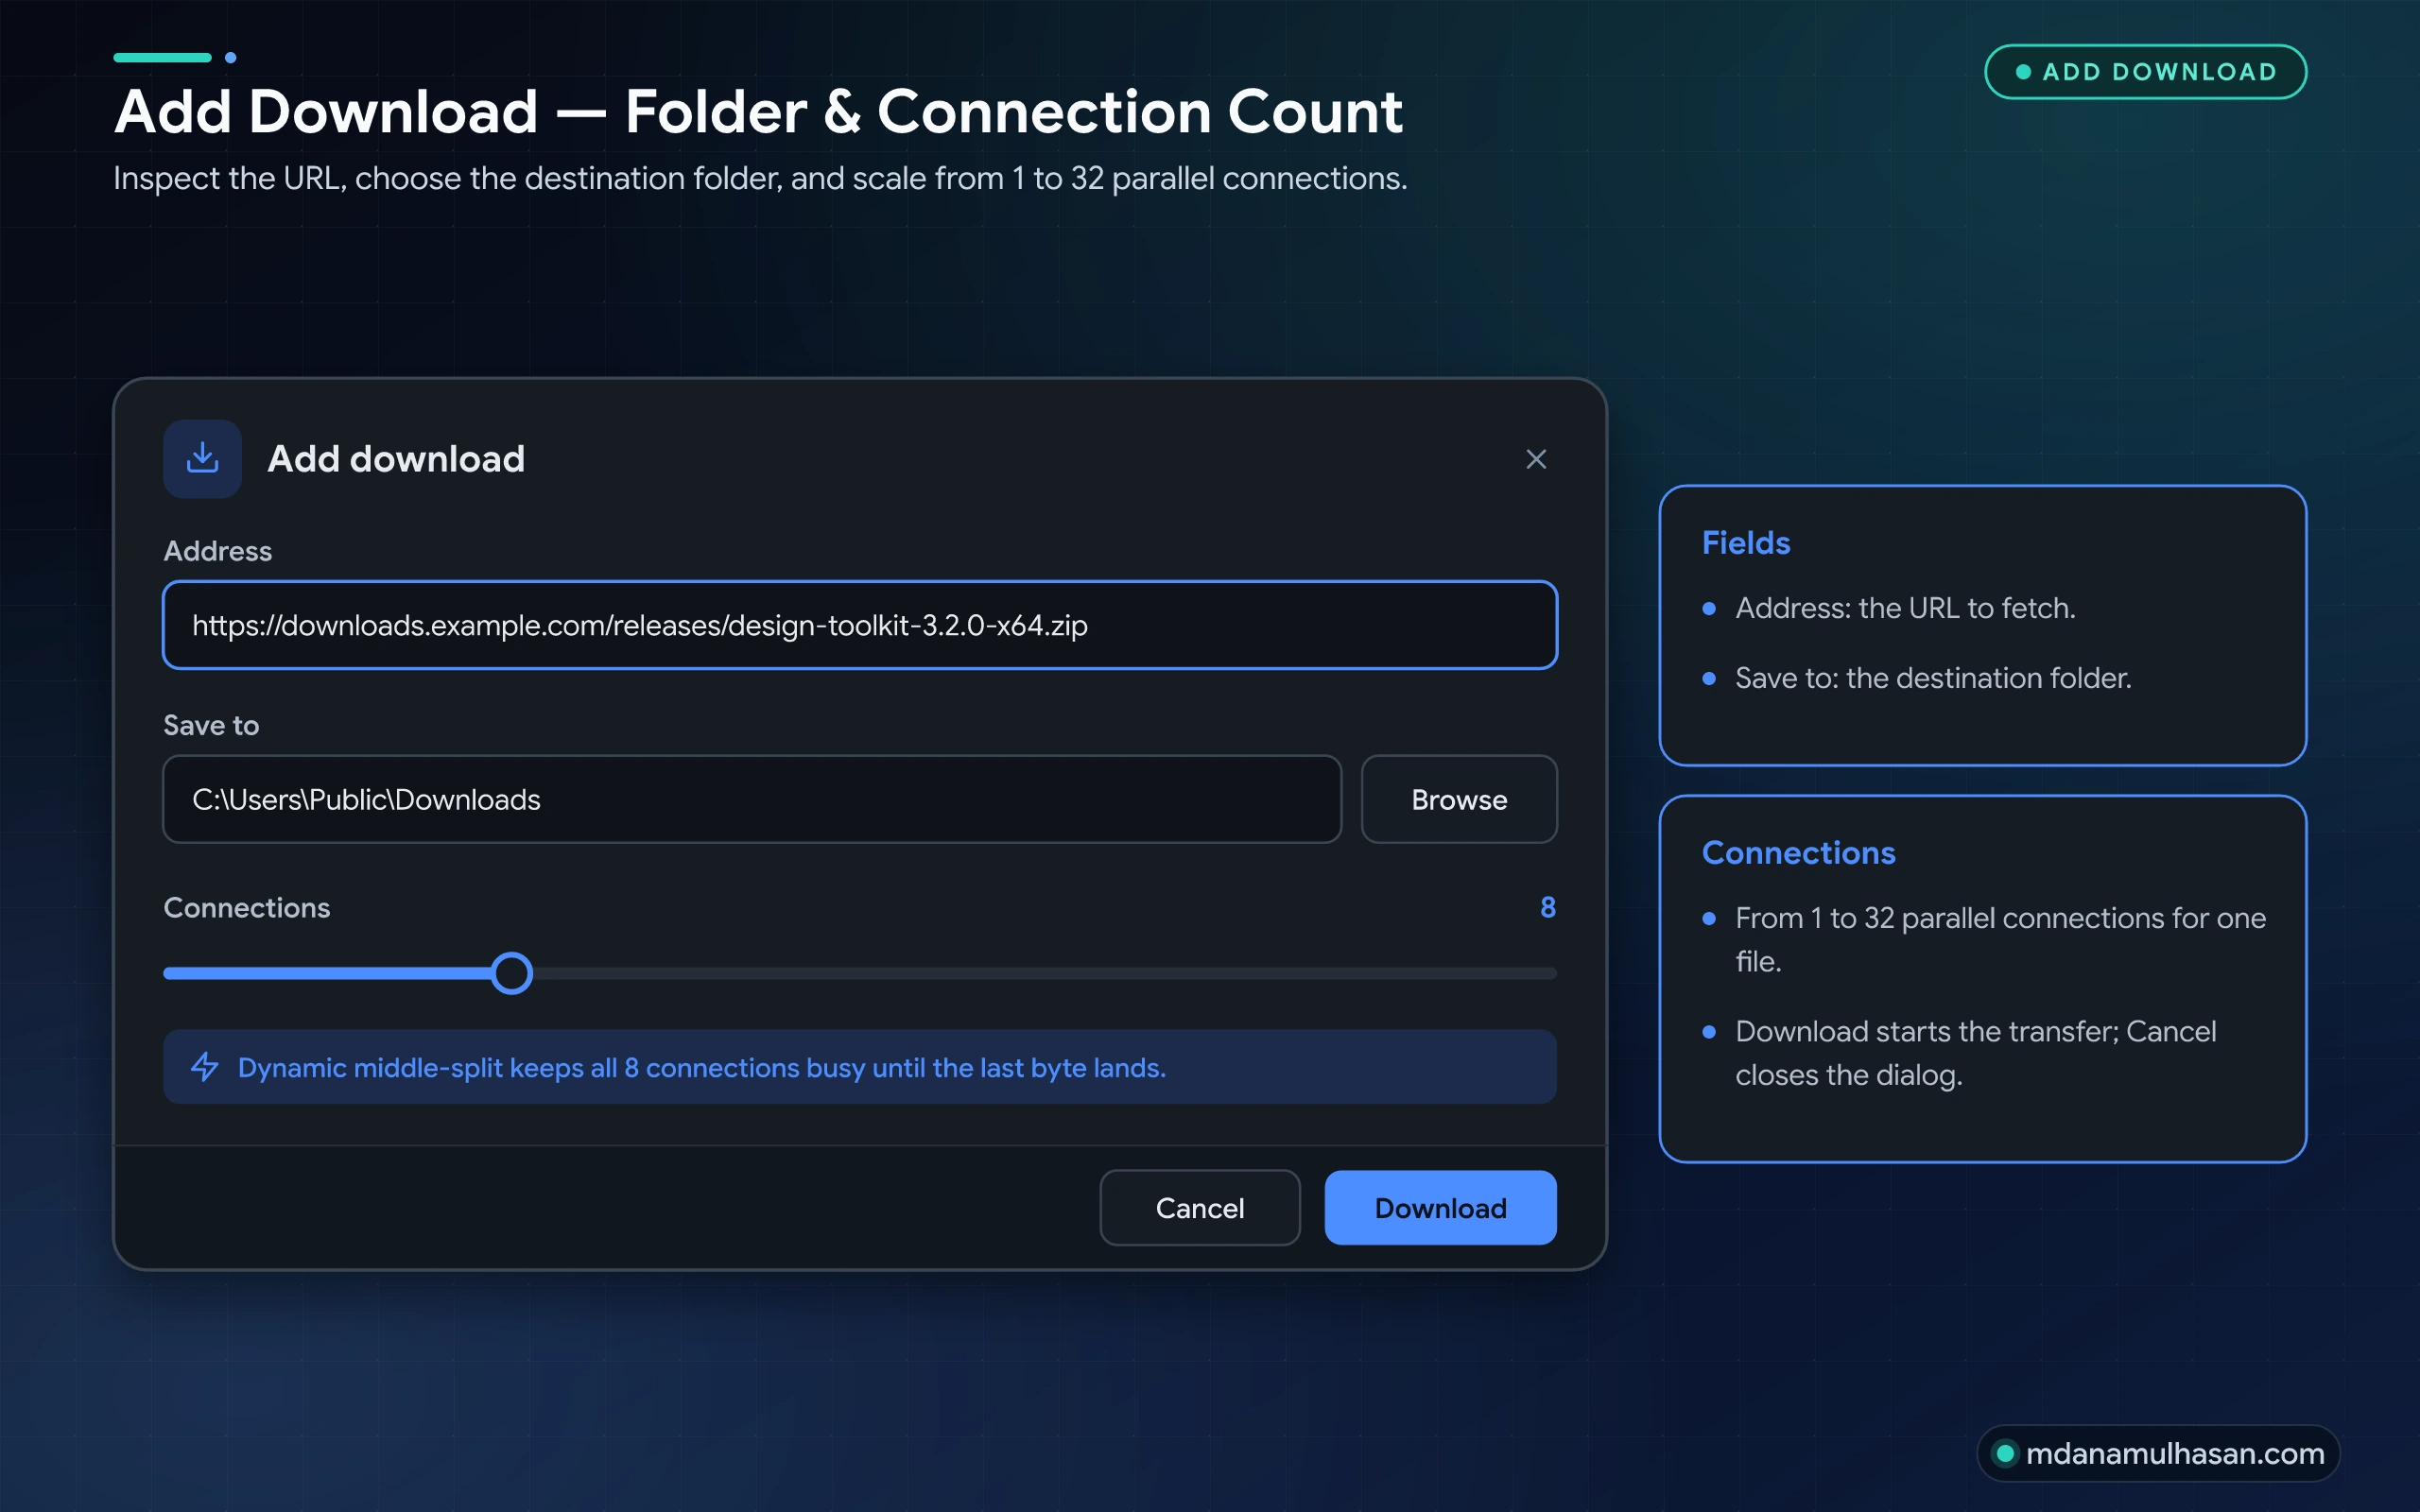 Add Download — Folder & Connection Count
ADD DOWNLOAD
Inspect the URL, choose the destination folder, and scale from 1 to 32 parallel connections.
Add download
Address
https://downloads.example.com/releases/design-toolkit-3.2.0-x64.zip
Save to
C:\Users\Public\Downloads
Browse
Connections
8
Dynamic middle-split keeps all 8 connections busy until the last byte lands.
Cancel
Download
Fields
Address: the URL to fetch.
Save to: the destination folder.
Connections
From 1 to 32 parallel connections for one
file.
Download starts the transfer; Cancel
closes the dialog.
mdanamulhasan.com